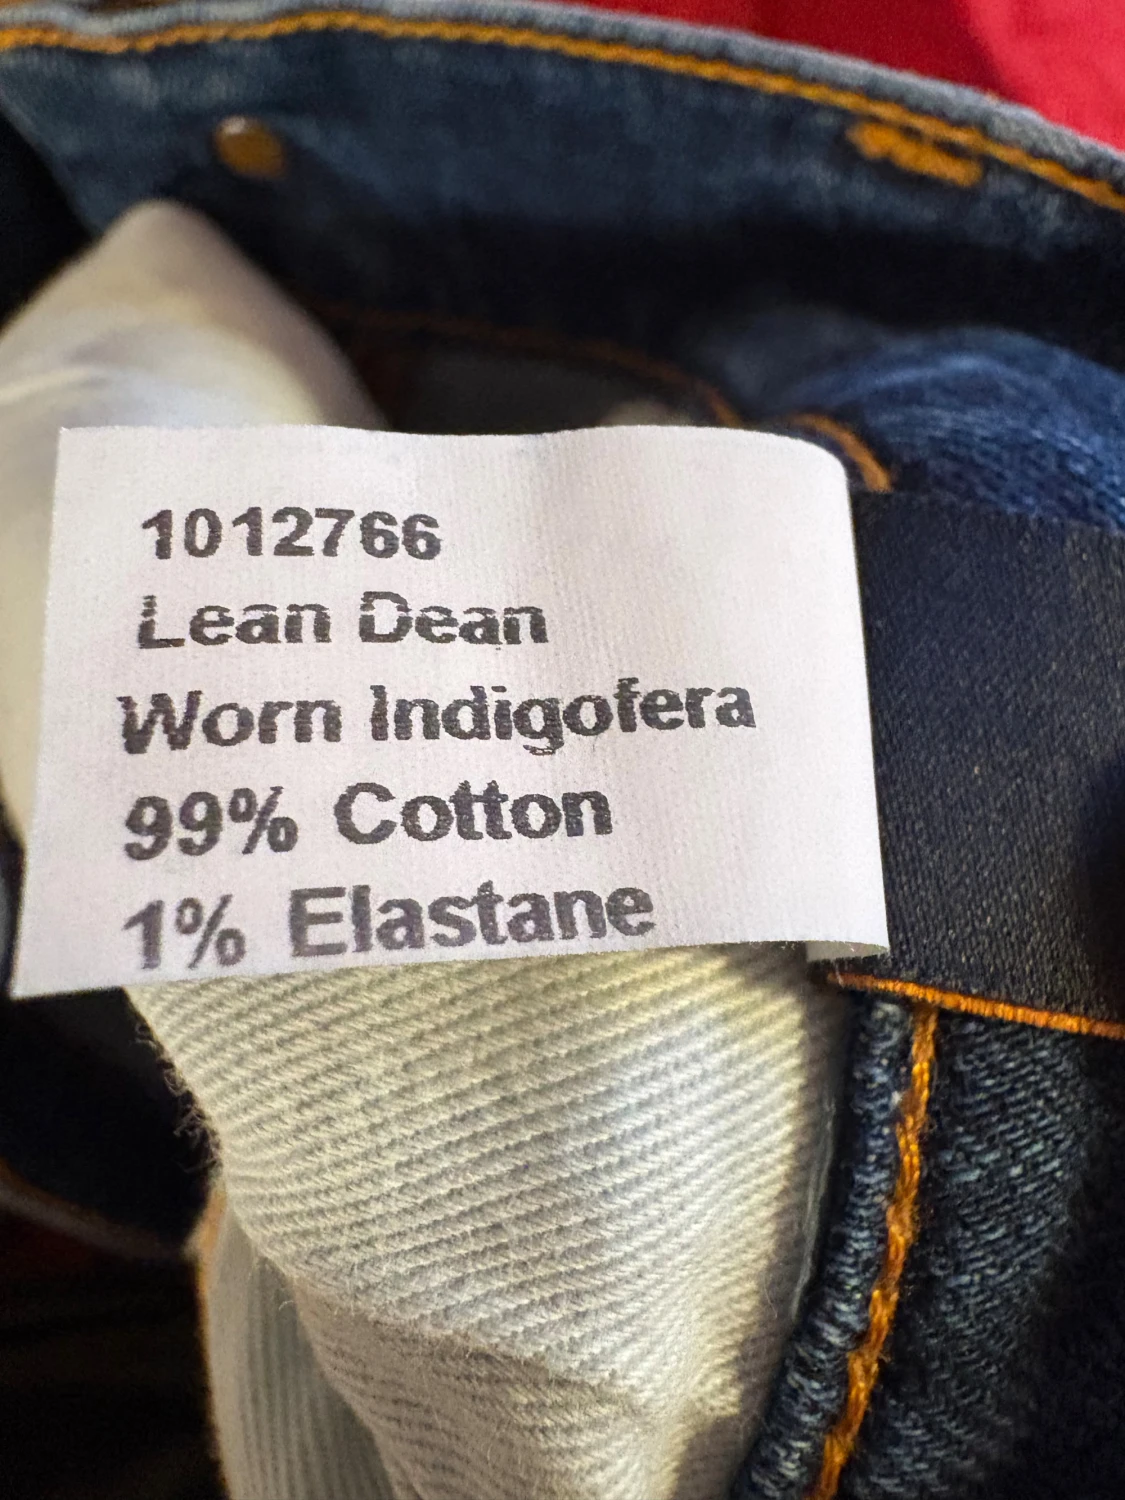 1012766
Lean Dean
Worn Indigofera
99% Cotton
1% Elastane